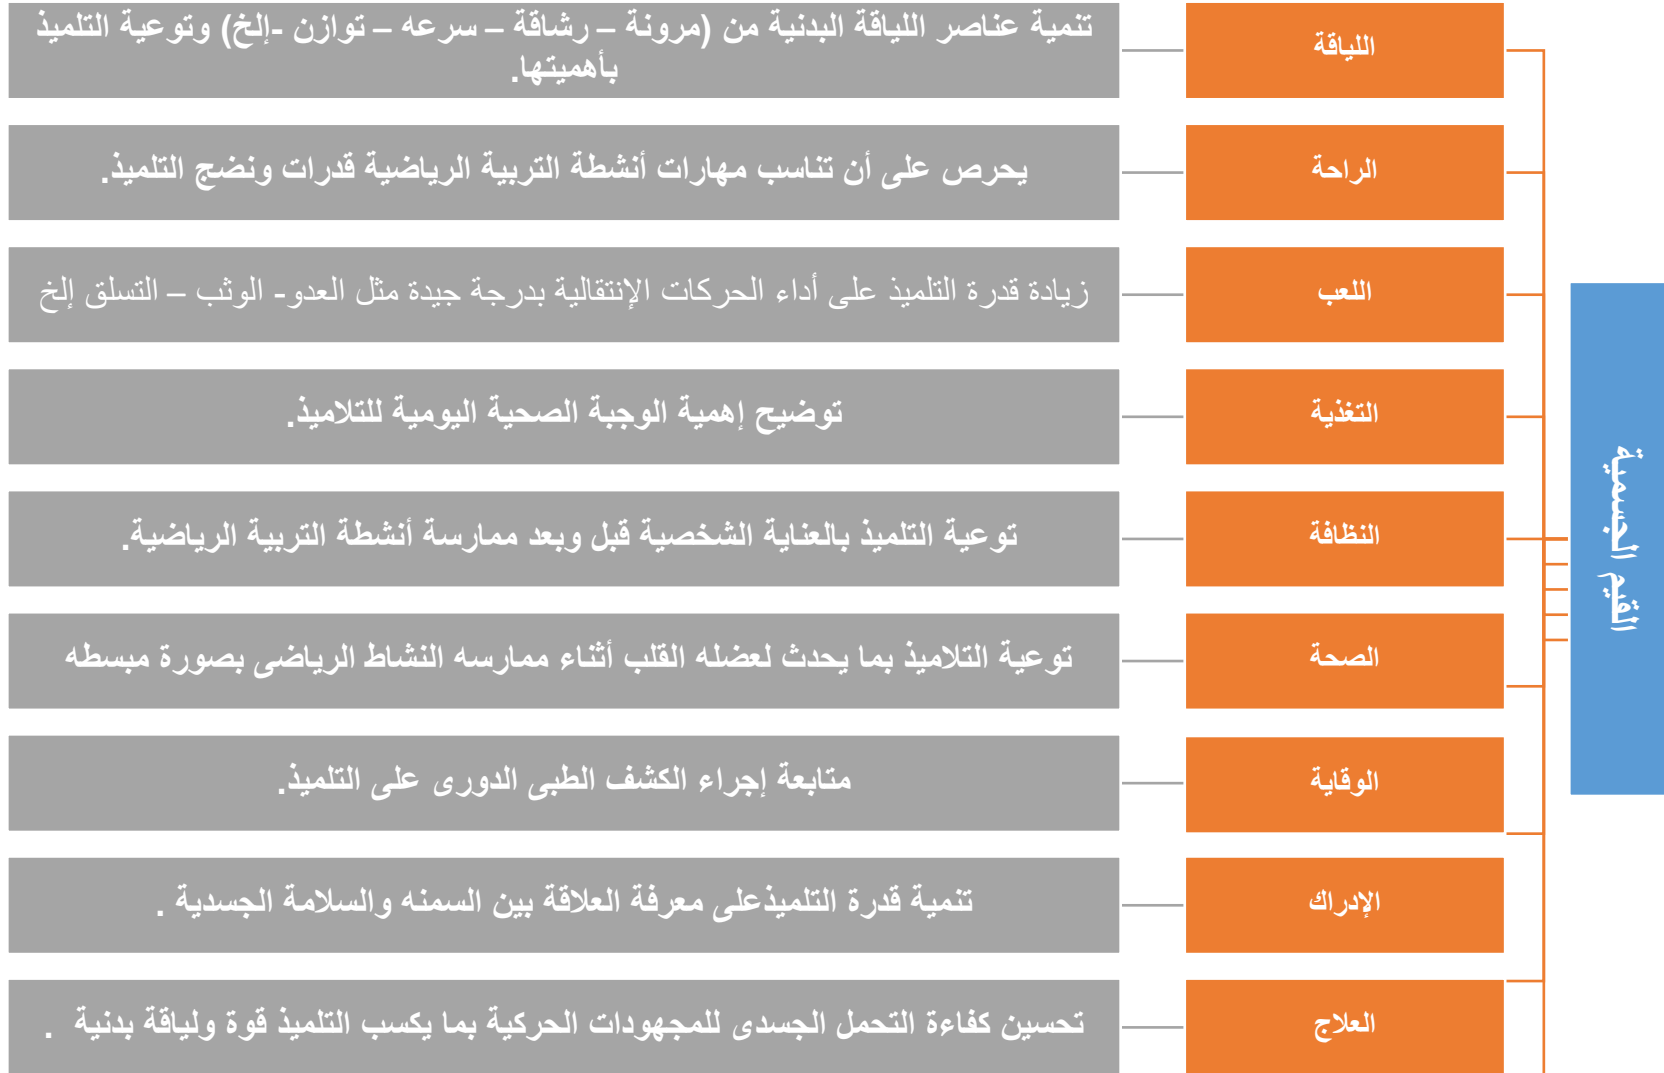 القيم الجسمية
اللياقة
تنمية عناصر اللياقة البدنية من (مرونة – رشاقة – سرعه – توازن -إلخ) وتوعية التلميذ
بأهميتها.
الراحة
يحرص على أن تناسب مهارات أنشطة التربية الرياضية قدرات ونضج التلميذ.
اللعب
زيادة قدرة التلميذ على أداء الحركات الإنتقالية بدرجة جيدة مثل العدو- الوثب – التسلق إلخ
التغذية
توضيح إهمية الوجبة الصحية اليومية للتلاميذ.
النظافة
توعية التلميذ بالعناية الشخصية قبل وبعد ممارسة أنشطة التربية الرياضية.
الصحة
توعية التلاميذ بما يحدث لعضله القلب أثناء ممارسه النشاط الرياضى بصورة مبسطه
الوقاية
متابعة إجراء الكشف الطبى الدورى على التلميذ.
الإدراك
تنمية قدرة التلميذعلى معرفة العلاقة بين السمنه والسلامة الجسدية .
العلاج
تحسين كفاءة التحمل الجسدى للمجهودات الحركية بما يكسب التلميذ قوة ولياقة بدنية .